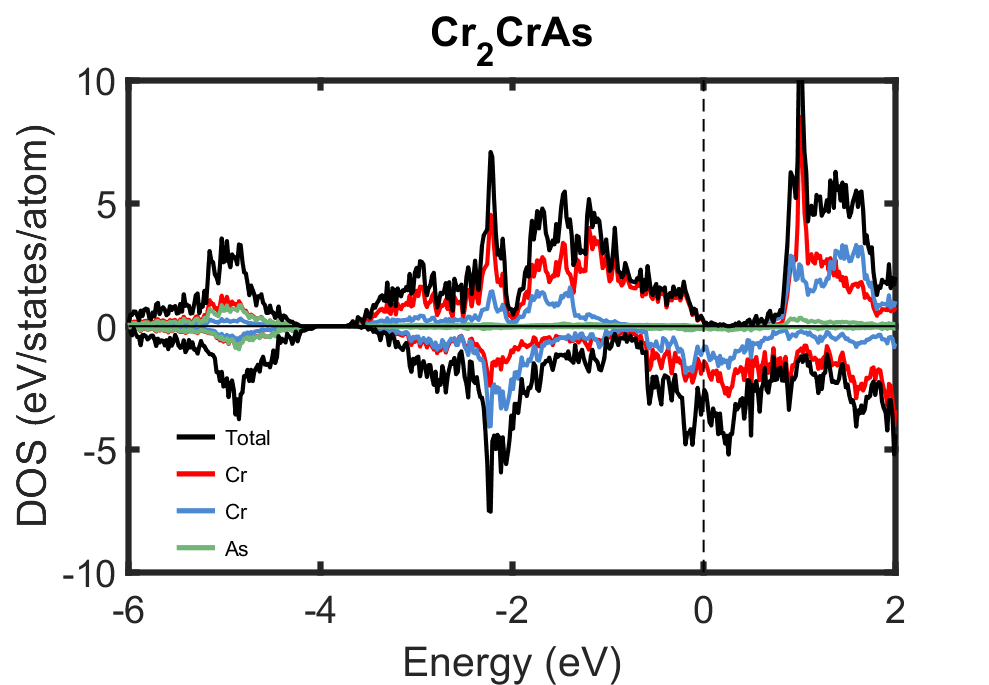 Cr2CrAs
DOS (eV/states/atom)
10
5
0
-5
-10
Total
Cr
Cr
As
-6 -4 -2 0 2
Energy (eV)